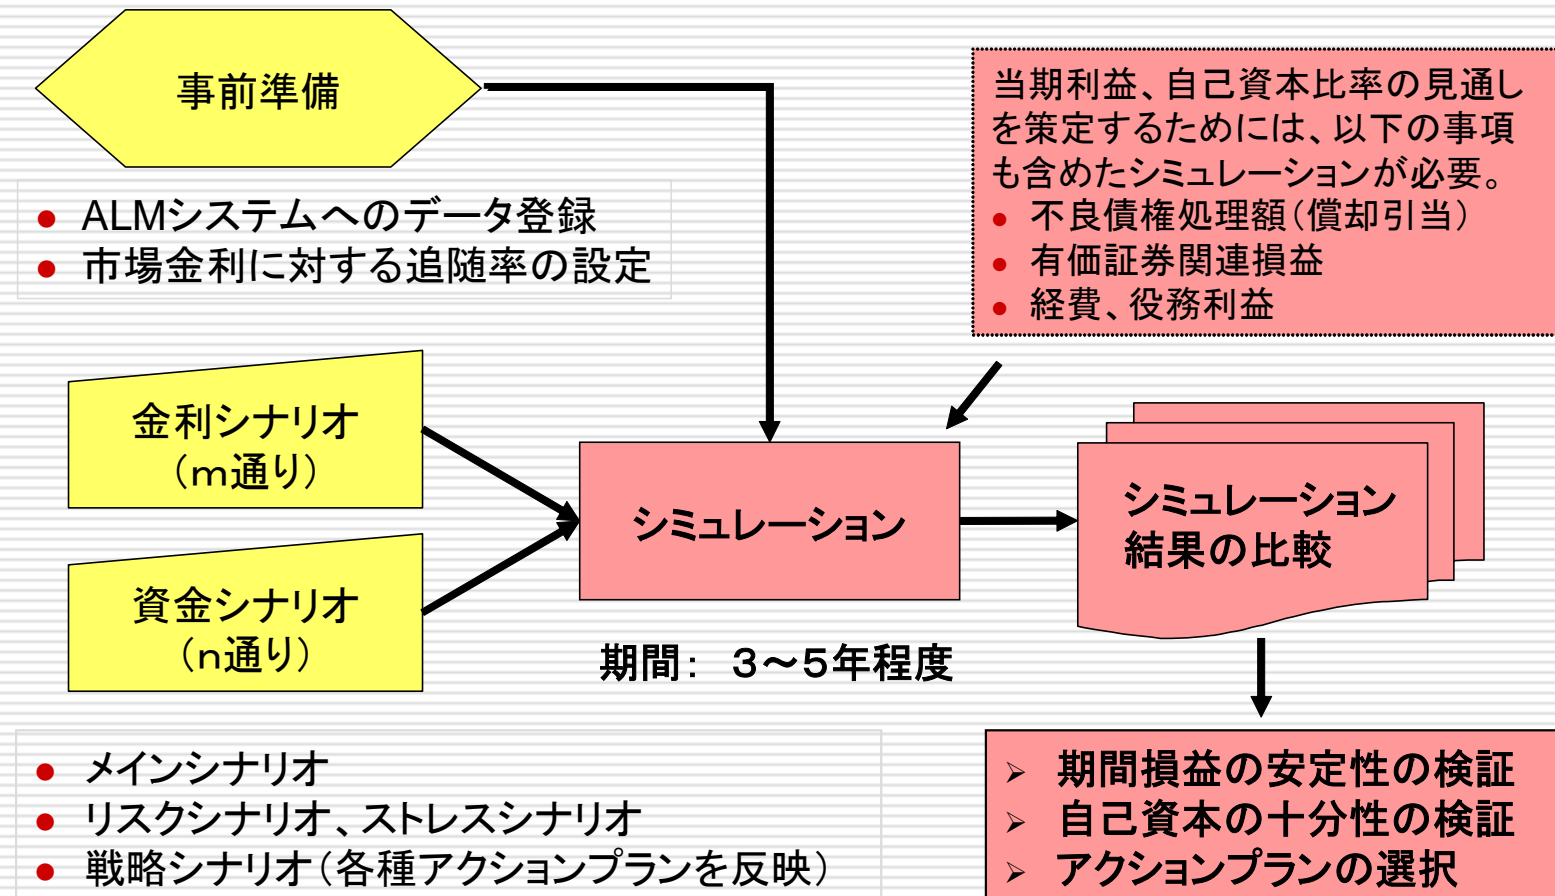 事前準備
● ALMシステムへのデータ登録
● 市場金利に対する追随率の設定
当期利益、自己資本比率の見通し
を策定するためには、以下の事項
も含めたシミュレーションが必要。
● 不良債権処理額(償却引当)
● 有価証券関連損益
● 経費、役務利益
金利シナリオ
(m通り)
資金シナリオ
(n通り)
シミュレーション
期間: 3~5年程度
シミュレーション
結果の比較
● メインシナリオ
● リスクシナリオ、ストレスシナリオ
● 戦略シナリオ(各種アクションプランを反映)
➢ 期間損益の安定性の検証
➢ 自己資本の十分性の検証
➢ アクションプランの選択